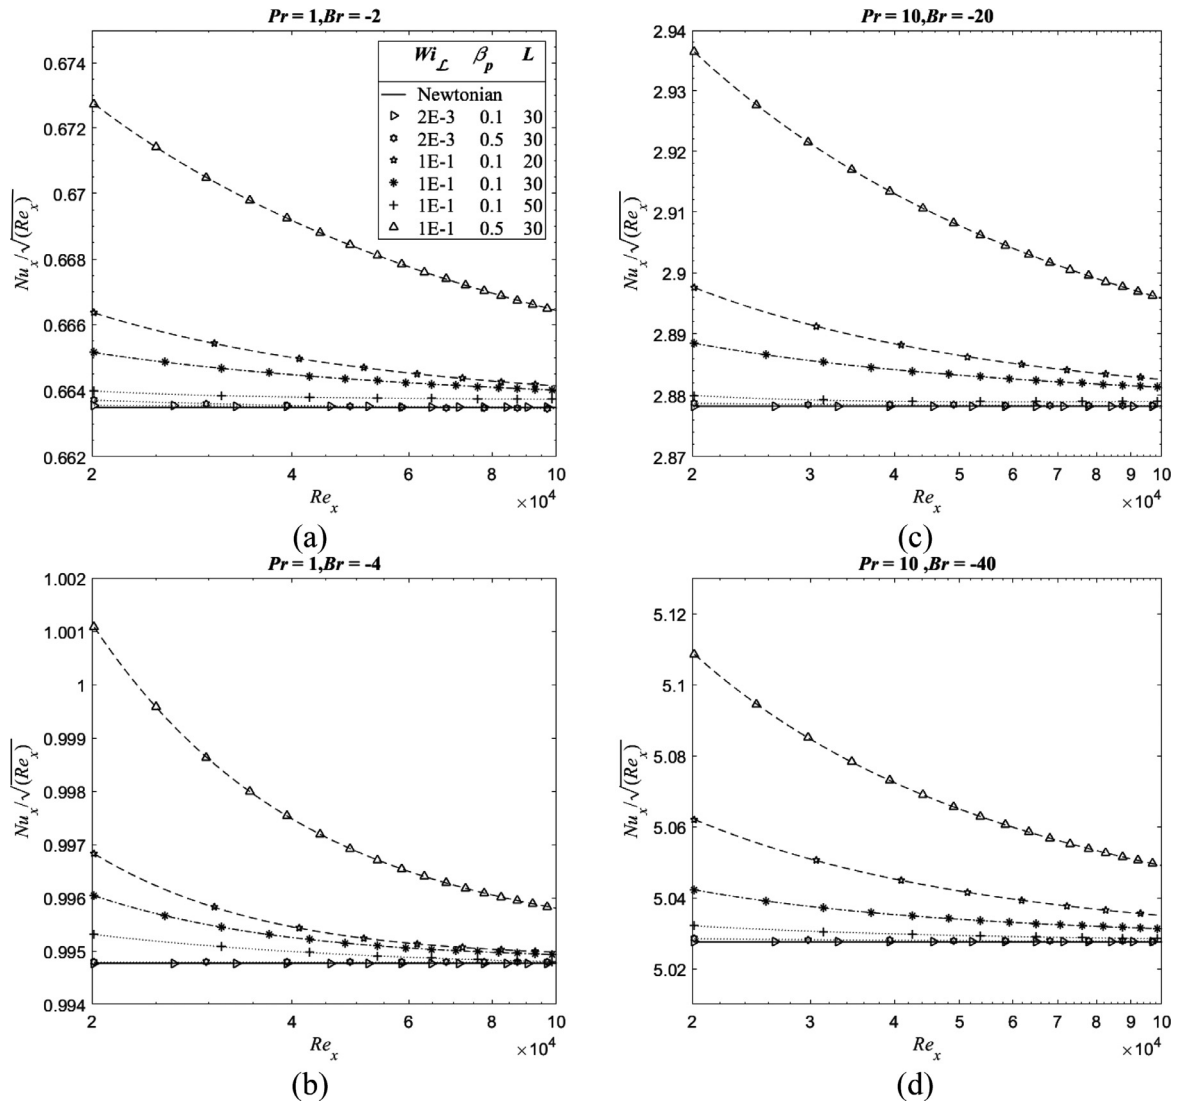 Pr = 1,Br = -2
0.674
0.672
0.67
0.668
0.666
0.664
0.662
Nu_x/√(Re_x)
Wi_ℒ β_p L
Newtonian
2E-3 0.1 30
2E-3 0.5 30
1E-1 0.1 20
1E-1 0.1 30
1E-1 0.1 50
1E-1 0.5 30
2 4 6 8 10
×10^4
Re_x
(a)
Pr = 10,Br = -20
2.94
2.93
2.92
2.91
2.9
2.89
2.88
2.87
Nu_x/√(Re_x)
2 3 4 5 6 7 8 9 10
×10^4
Re_x
(c)
Pr = 1,Br = -4
1.002
1.001
1
0.999
0.998
0.997
0.996
0.995
0.994
Nu_x/√(Re_x)
2 4 6 8 10
×10^4
Re_x
(b)
Pr = 10 ,Br = -40
5.12
5.1
5.08
5.06
5.04
5.02
Nu_x/√(Re_x)
2 3 4 5 6 7 8 9 10
×10^4
Re_x
(d)